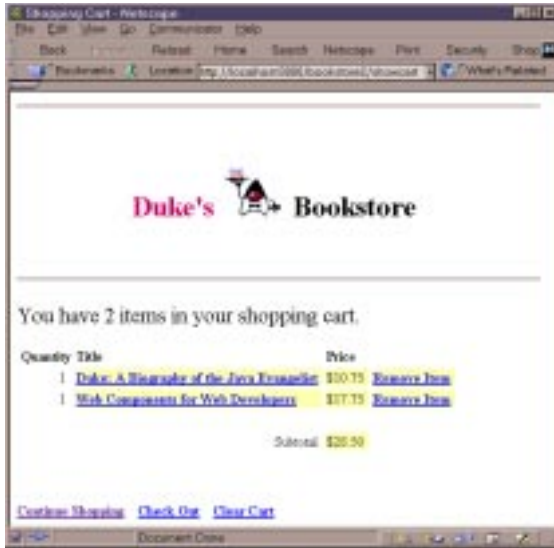 Shopping Cart - Netscape
File Edit View Go Communicator Help
Back Reload Home Search Netscape Print Security Shop
Bookmarks Location What's Related
Duke's Bookstore
You have 2 items in your shopping cart.
Quantity Title Price
1 Duke: A Biography of the Java Evangelist $10.75 Remove Item
1 Web Components for Web Developers $17.75 Remove Item
Subtotal $28.50
Continue Shopping Check Out Clear Cart
Document: Done